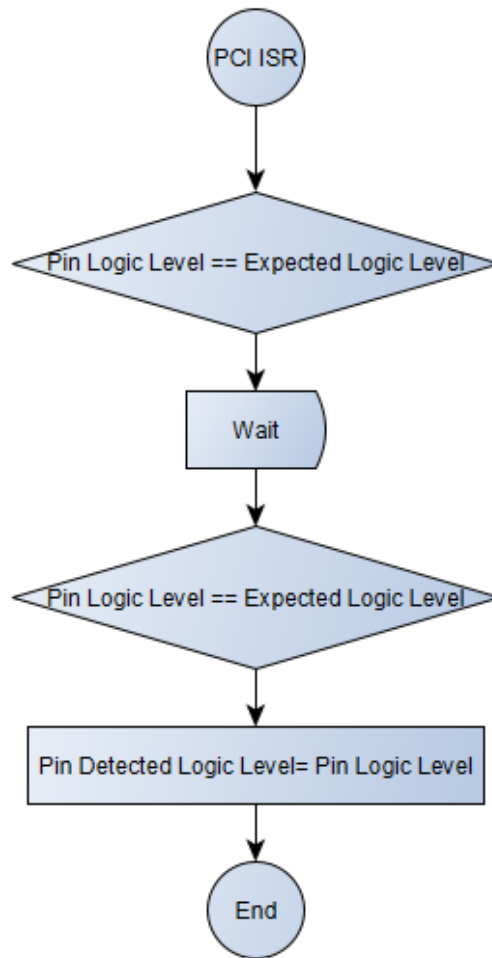 PCI ISR
Pin Logic Level == Expected Logic Level
Wait
Pin Logic Level == Expected Logic Level
Pin Detected Logic Level= Pin Logic Level
End